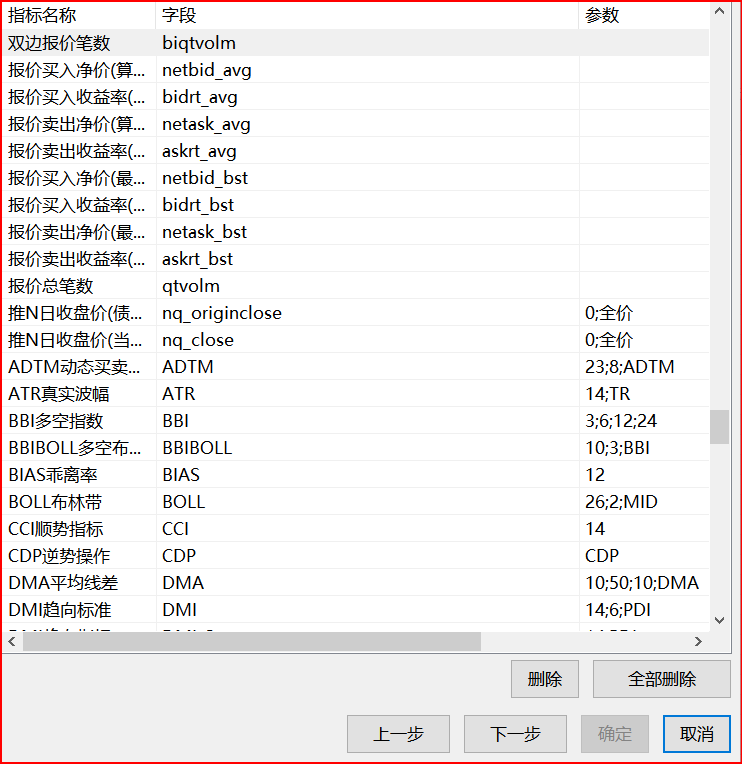 指标名称 字段 参数
双边报价笔数 biqtvolm
报价买入净价(算... netbid_avg
报价买入收益率(... bidrt_avg
报价卖出净价(算... netask_avg
报价卖出收益率(... askrt_avg
报价买入净价(最... netbid_bst
报价买入收益率(... bidrt_bst
报价卖出净价(最... netask_bst
报价卖出收益率(... askrt_bst
报价总笔数 qtvolm
推N日收盘价(债... nq_originclose 0;全价
推N日收盘价(当... nq_close 0;全价
ADTM动态买卖... ADTM 23;8;ADTM
ATR真实波幅 ATR 14;TR
BBI多空指数 BBI 3;6;12;24
BBIBOLL多空布... BBIBOLL 10;3;BBI
BIAS乖离率 BIAS 12
BOLL布林带 BOLL 26;2;MID
CCI顺势指标 CCI 14
CDP逆势操作 CDP CDP
DMA平均线差 DMA 10;50;10;DMA
DMI趋向标准 DMI 14;6;PDI
删除 全部删除
上一步 下一步 确定 取消